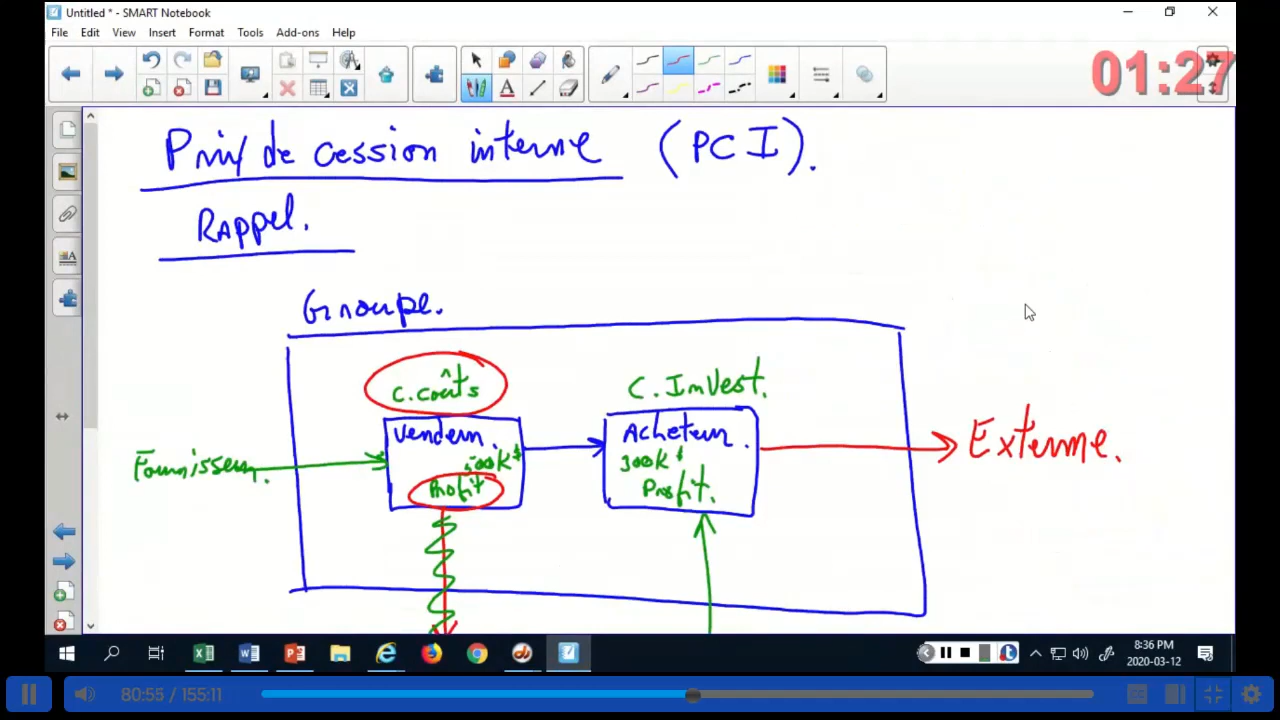 Untitled * - SMART Notebook
File Edit View Insert Format Tools Add-ons Help
01:27
Prix de cession interne (PCI).
Rappel.
Groupe.
C. coûts C. Invest.
Vendeur. Acheteur.
Fournisseur. 300K$ 300K$ Externe.
Profit Profit.
8:36 PM
2020-03-12
80:55 / 155:11
CC